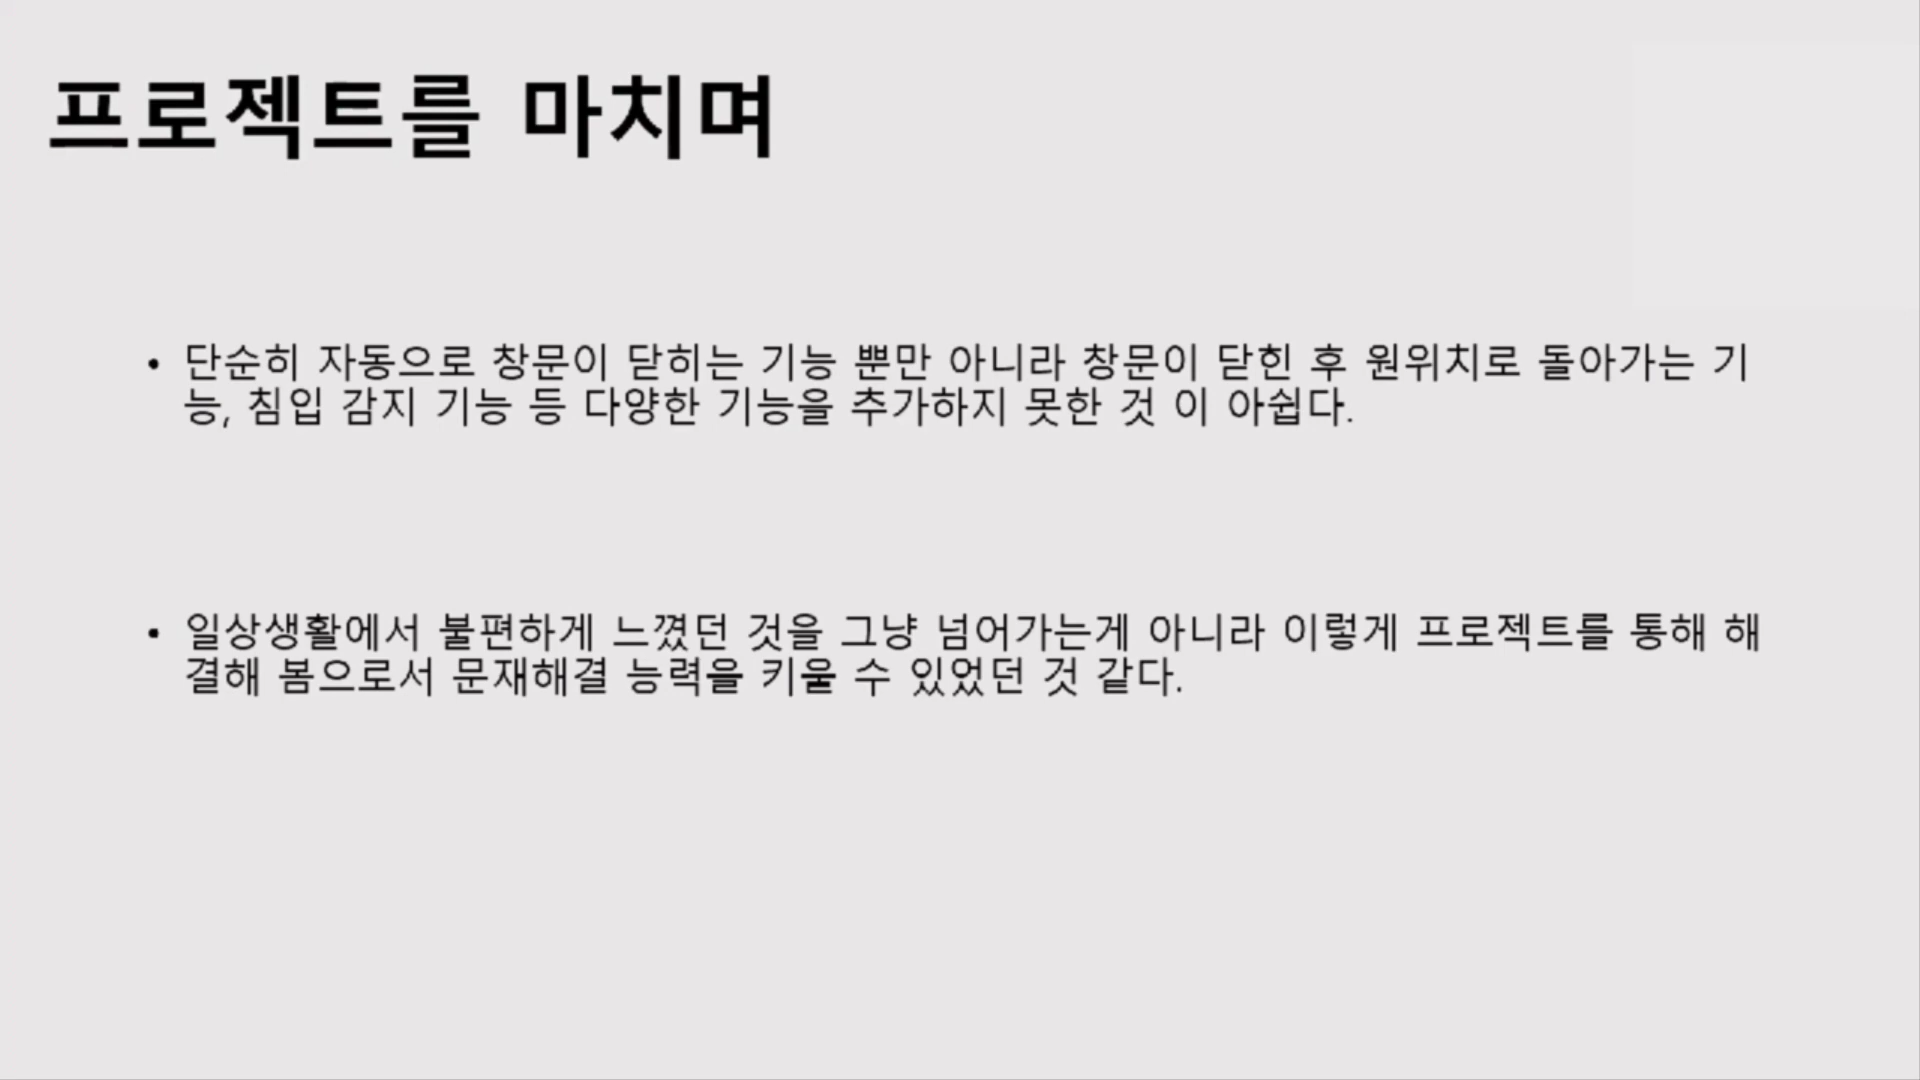 프로젝트를 마치며
• 단순히 자동으로 창문이 닫히는 기능 뿐만 아니라 창문이 닫힌 후 원위치로 돌아가는 기
능, 침입 감지 기능 등 다양한 기능을 추가하지 못한 것 이 아쉽다.
• 일상생활에서 불편하게 느꼈던 것을 그냥 넘어가는게 아니라 이렇게 프로젝트를 통해 해
결해 봄으로서 문재해결 능력을 키울 수 있었던 것 같다.